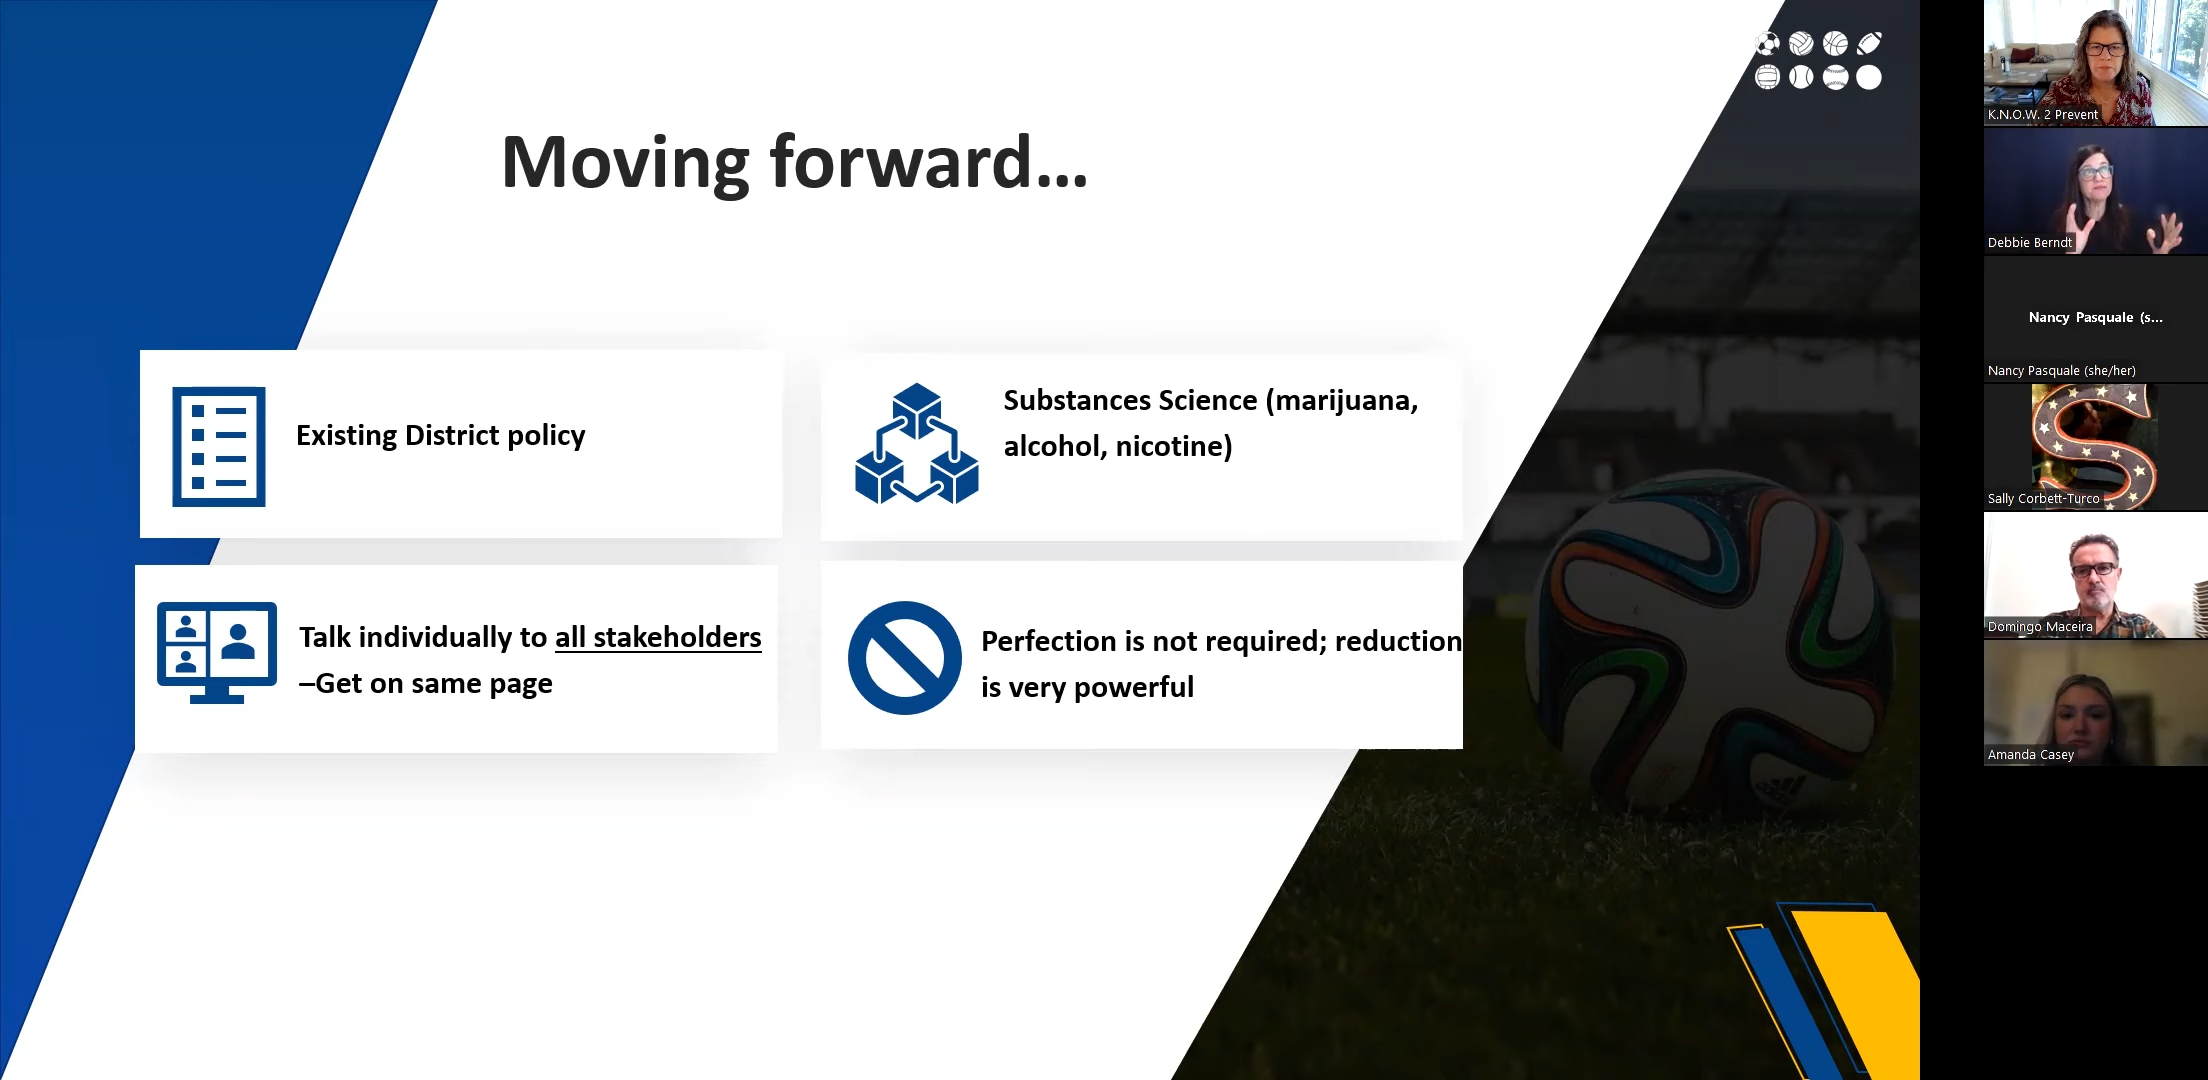 Moving forward...
Existing District policy
Substances Science (marijuana,
alcohol, nicotine)
Talk individually to all stakeholders
–Get on same page
Perfection is not required; reduction
is very powerful
K.N.O.W. 2 Prevent
Debbie Berndt
Nancy Pasquale (s...
Nancy Pasquale (she/her)
S
Sally Corbett-Turco
Domingo Maceira
Amanda Casey